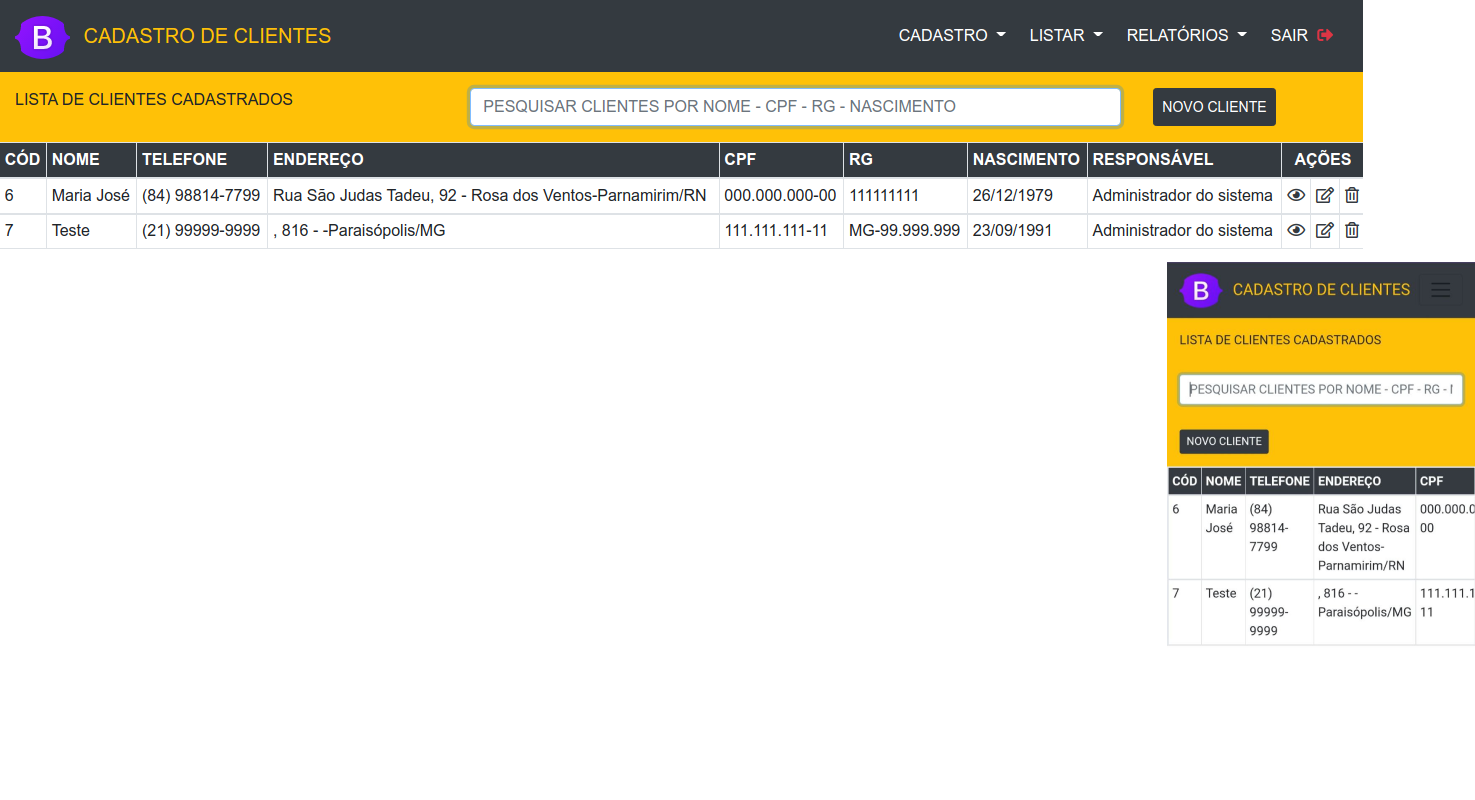 B CADASTRO DE CLIENTES CADASTRO LISTAR RELATÓRIOS SAIR
LISTA DE CLIENTES CADASTRADOS PESQUISAR CLIENTES POR NOME - CPF - RG - NASCIMENTO NOVO CLIENTE
CÓD NOME TELEFONE ENDEREÇO CPF RG NASCIMENTO RESPONSÁVEL AÇÕES
6 Maria José (84) 98814-7799 Rua São Judas Tadeu, 92 - Rosa dos Ventos-Parnamirim/RN 000.000.000-00 111111111 26/12/1979 Administrador do sistema
7 Teste (21) 99999-9999 , 816 - -Paraisópolis/MG 111.111.111-11 MG-99.999.999 23/09/1991 Administrador do sistema
B CADASTRO DE CLIENTES
LISTA DE CLIENTES CADASTRADOS
PESQUISAR CLIENTES POR NOME - CPF - RG -
NOVO CLIENTE
CÓD NOME TELEFONE ENDEREÇO CPF
6 Maria (84) Rua São Judas 000.000.0
José 98814- Tadeu, 92 - Rosa 00
7799 dos Ventos-
Parnamirim/RN
7 Teste (21) , 816 - - 111.111.1
99999- Paraisópolis/MG 11
9999